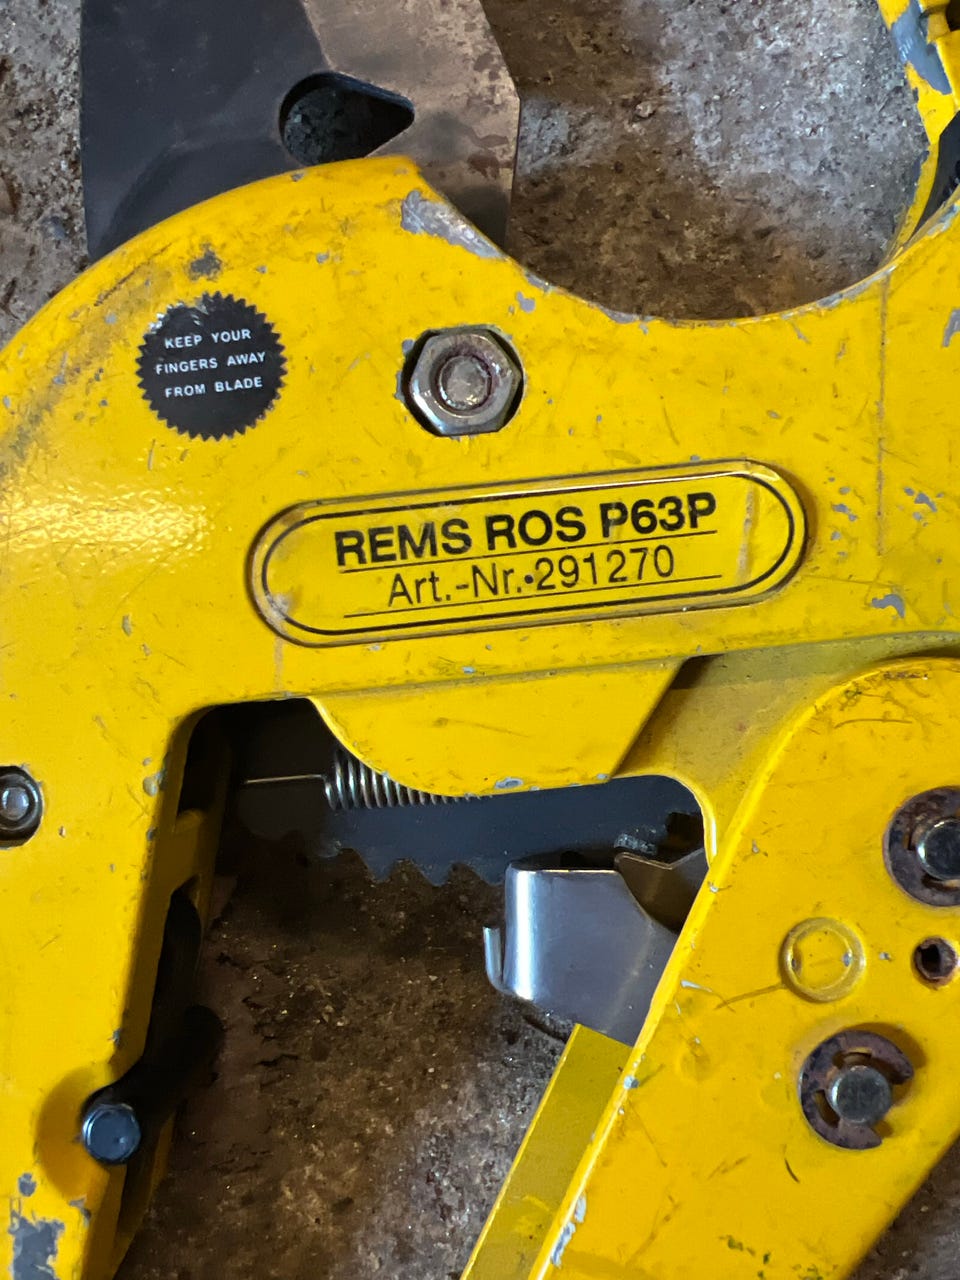 KEEP YOUR
FINGERS AWAY
FROM BLADE
REMS ROS P63P
Art.-Nr.•291270